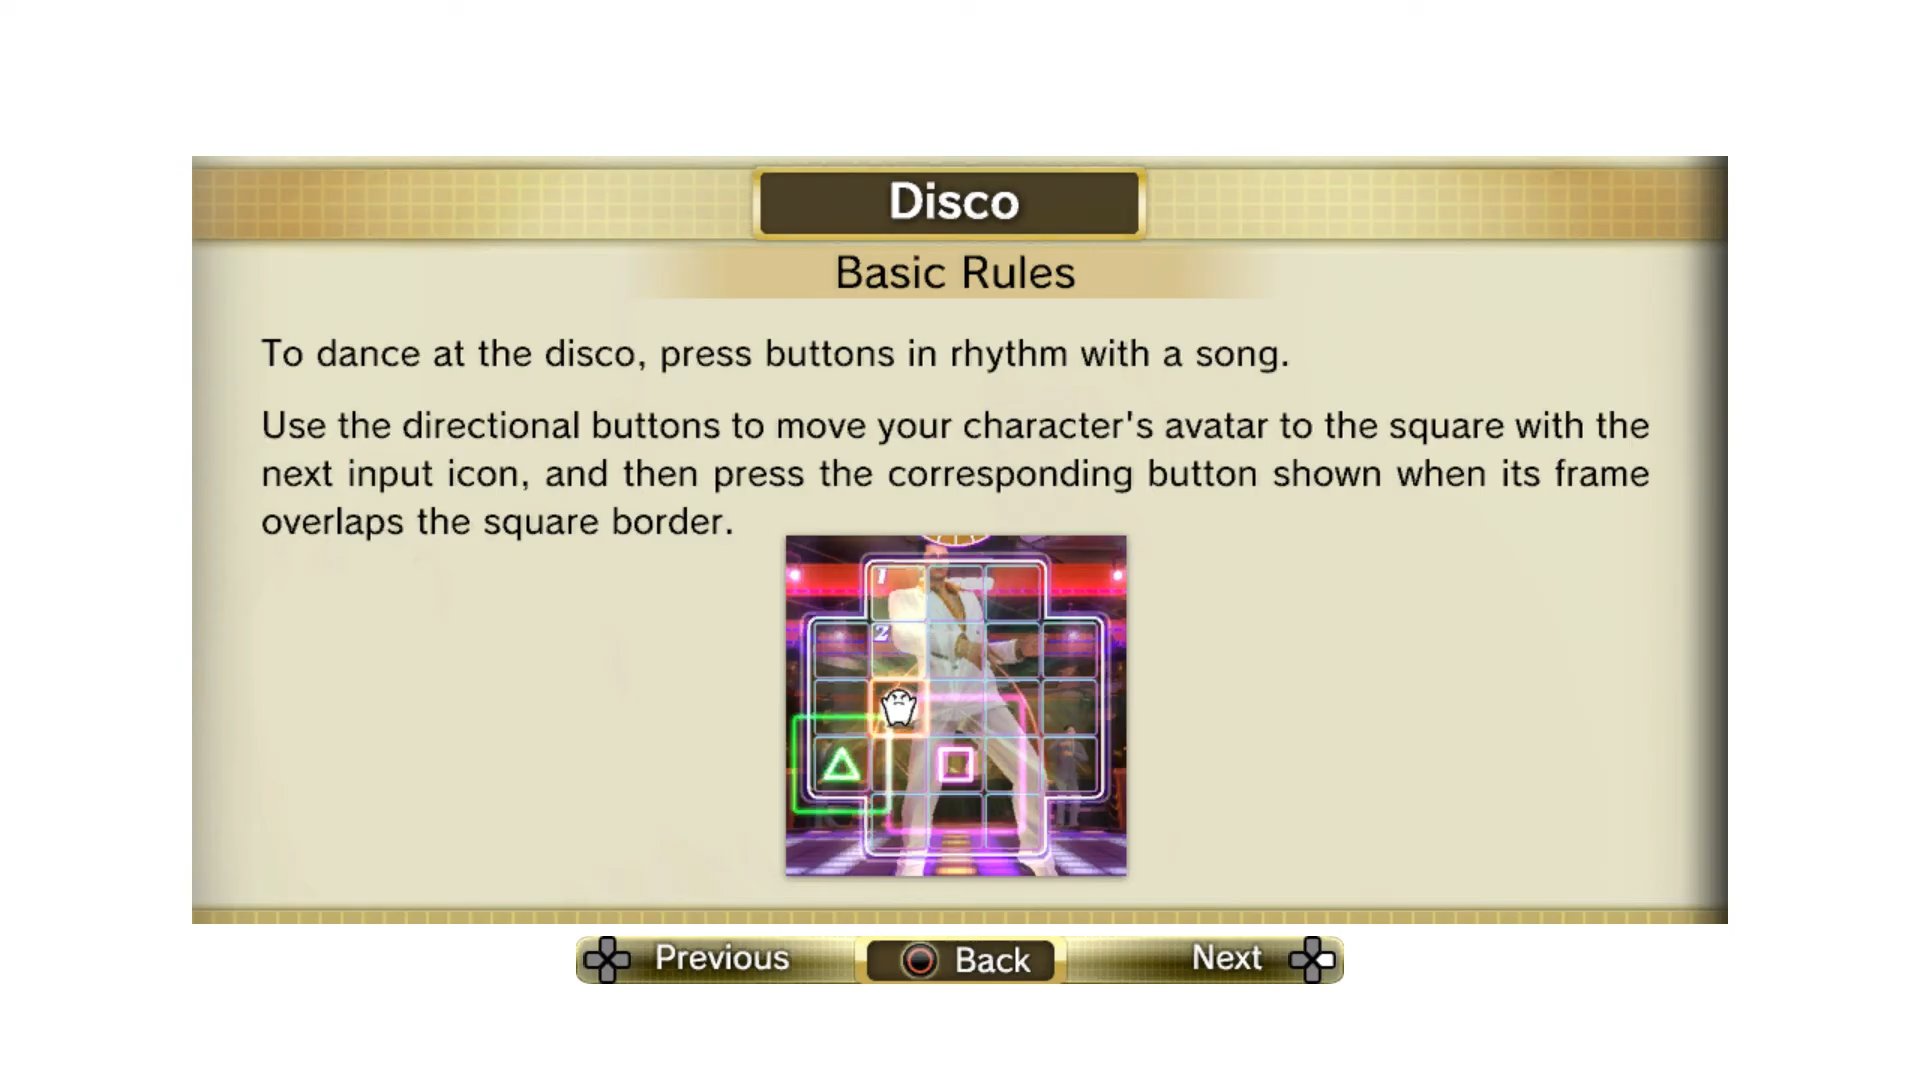 Disco
Basic Rules
To dance at the disco, press buttons in rhythm with a song.
Use the directional buttons to move your character's avatar to the square with the
next input icon, and then press the corresponding button shown when its frame
overlaps the square border.
1
2
Previous
Back
Next